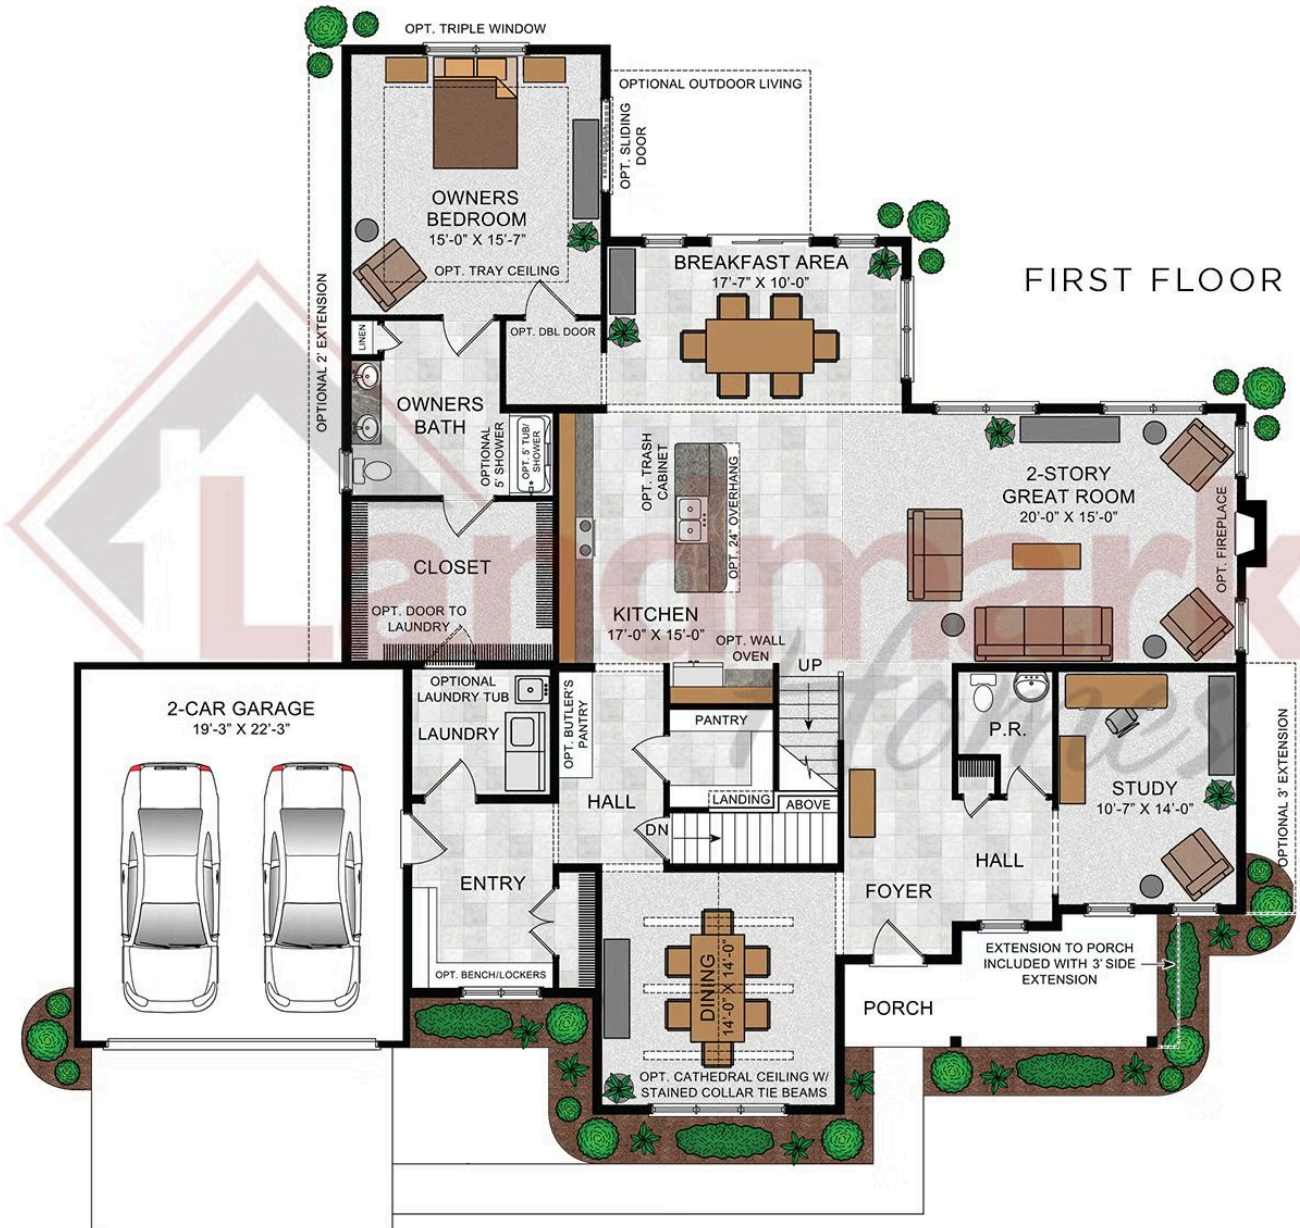 OPT. TRIPLE WINDOW
OPTIONAL OUTDOOR LIVING
OPT. SLIDING
DOOR
OWNERS
BEDROOM
15'-0" X 15'-7"
OPT. TRAY CEILING
BREAKFAST AREA
17'-7" X 10'-0"
FIRST FLOOR
OPTIONAL 2' EXTENSION
LINEN
OPT. DBL DOOR
OWNERS
BATH
OPTIONAL
5' SHOWER
OPT. 5' TUB/
SHOWER
OPT. TRASH
CABINET
OPT. 24" OVERHANG
2-STORY
GREAT ROOM
20'-0" X 15'-0"
OPT. FIREPLACE
Landmark
Homes
CLOSET
OPT. DOOR TO
LAUNDRY
KITCHEN
17'-0" X 15'-0"
OPT. WALL
OVEN
UP
2-CAR GARAGE
19'-3" X 22'-3"
OPTIONAL
LAUNDRY TUB
LAUNDRY
OPT. BUTLER'S
PANTRY
PANTRY
P.R.
STUDY
10'-7" X 14'-0"
OPTIONAL 3' EXTENSION
HALL
LANDING
ABOVE
DN
HALL
ENTRY
FOYER
OPT. BENCH/LOCKERS
DINING
14'-0" X 14'-0"
EXTENSION TO PORCH
INCLUDED WITH 3' SIDE
EXTENSION
PORCH
OPT. CATHEDRAL CEILING W/
STAINED COLLAR TIE BEAMS